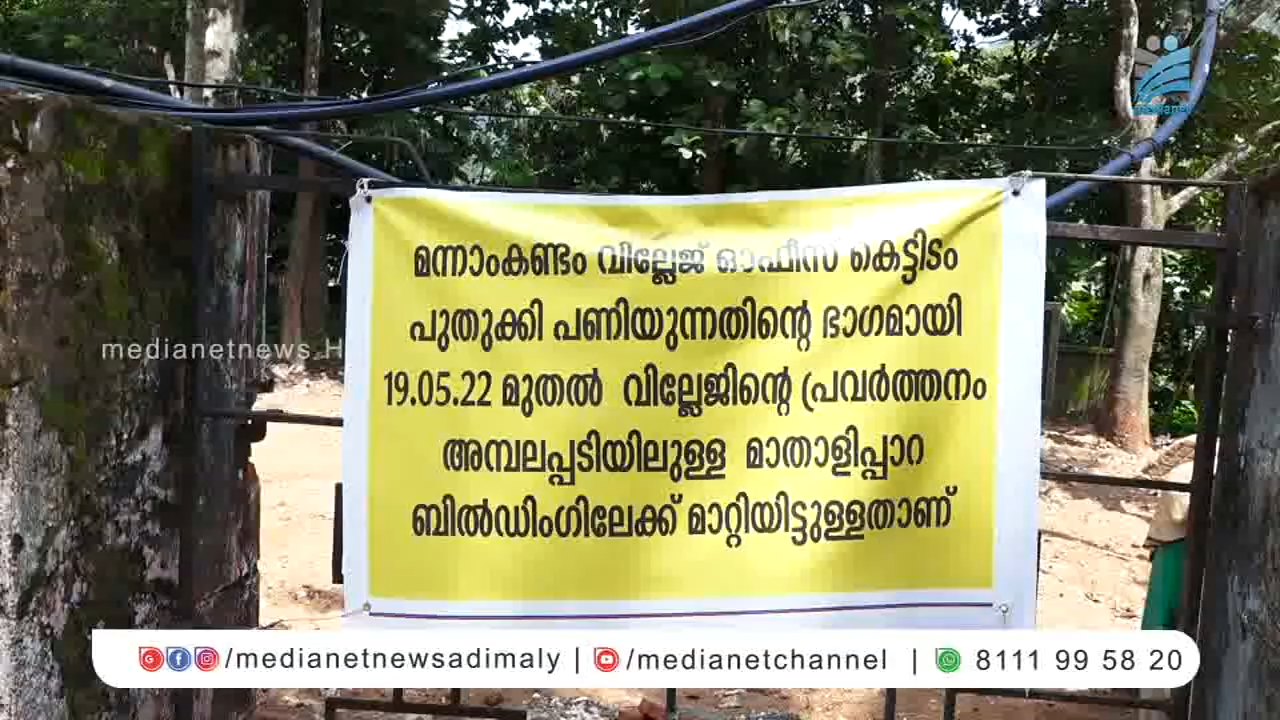 medianet
മന്നാംകണ്ടം വില്ലേജ് ഓഫീസ് കെട്ടിടം
പുതുക്കി പണിയുന്നതിന്റെ ഭാഗമായി
medianetnews H
19.05.22 മുതൽ വില്ലേജിന്റെ പ്രവർത്തനം
അമ്പലപ്പടിയിലുള്ള മാതാളിപ്പാറ
ബിൽഡിംഗിലേക്ക് മാറ്റിയിട്ടുള്ളതാണ്
/medianetnewsadimaly | /medianetchannel | 8111 99 58 20